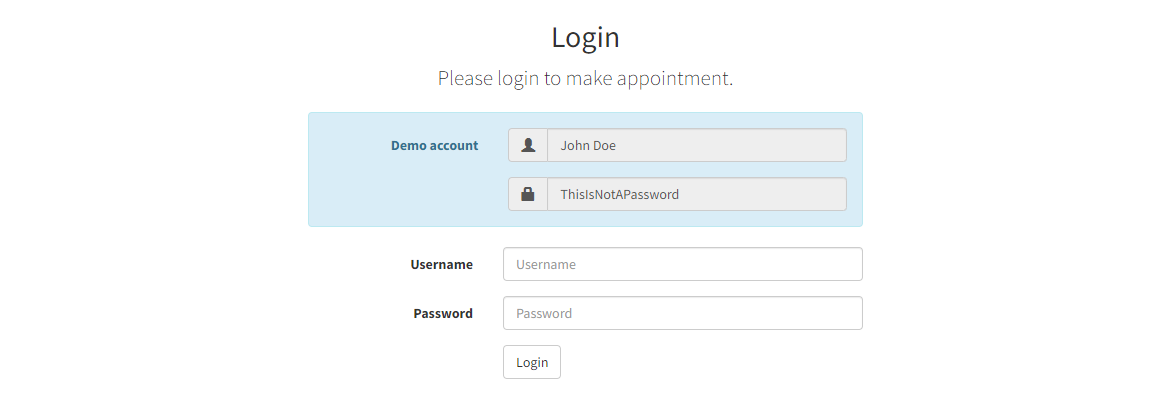 Login
Please login to make appointment.
Demo account
John Doe
ThisIsNotAPassword
Username
Username
Password
Password
Login